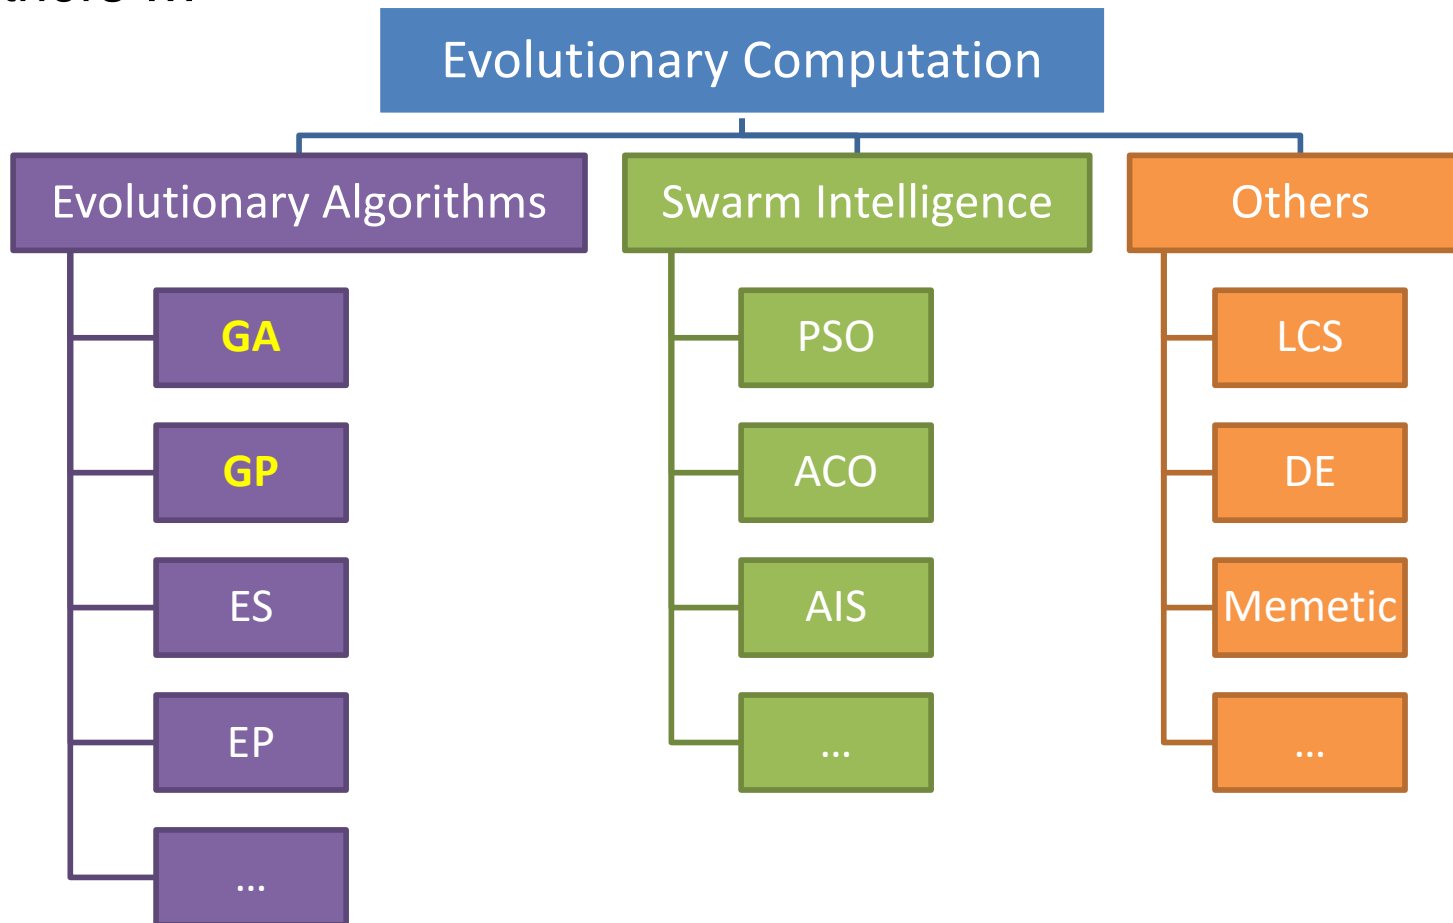 Evolutionary Computation
Evolutionary Algorithms
Swarm Intelligence
Others
GA
PSO
LCS
GP
ACO
DE
ES
AIS
Memetic
EP
...
...
...